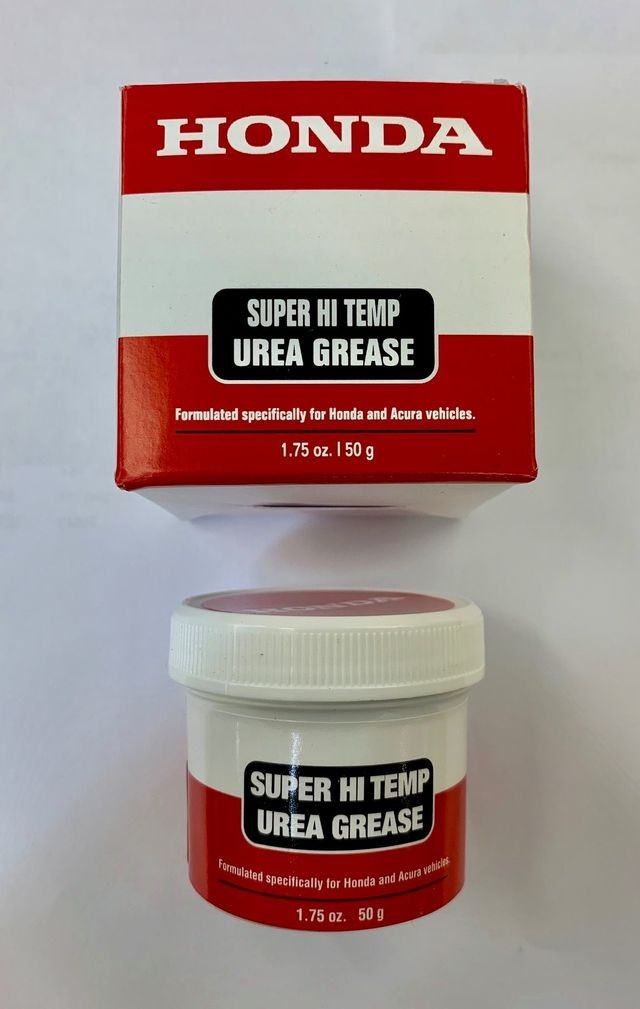 HONDA
SUPER HI TEMP
UREA GREASE
Formulated specifically for Honda and Acura vehicles.
1.75 oz. | 50 g
HONDA
SUPER HI TEMP
UREA GREASE
Formulated specifically for Honda and Acura vehicles.
1.75 oz. 50 g